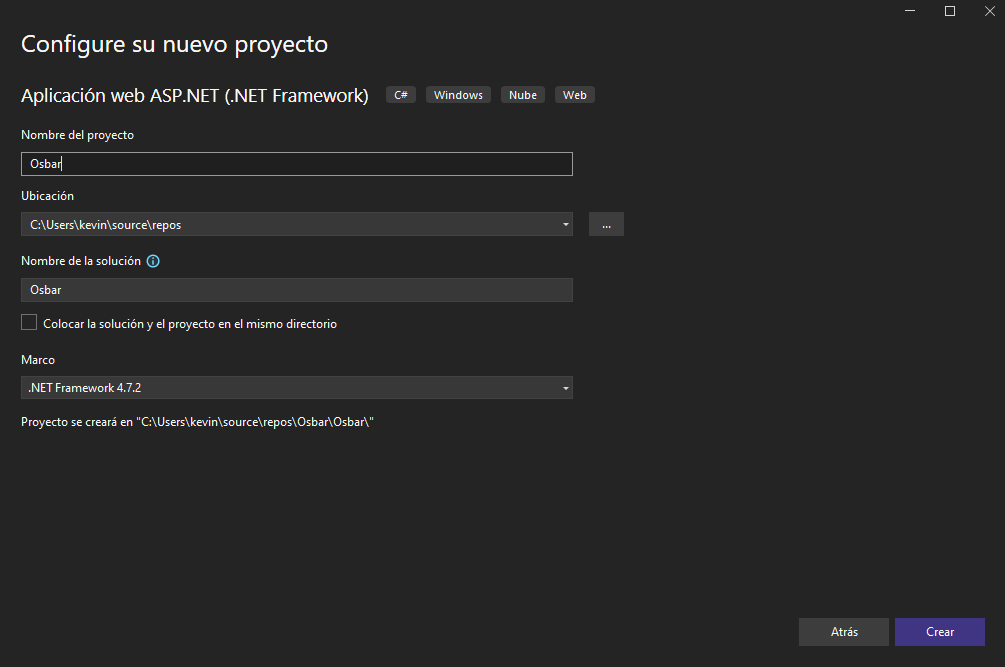 Configure su nuevo proyecto
Aplicación web ASP.NET (.NET Framework) C# Windows Nube Web
Nombre del proyecto
Osbar
Ubicación
C:\Users\kevin\source\repos
...
Nombre de la solución
Osbar
Colocar la solución y el proyecto en el mismo directorio
Marco
.NET Framework 4.7.2
Proyecto se creará en "C:\Users\kevin\source\repos\Osbar\Osbar\"
Atrás Crear